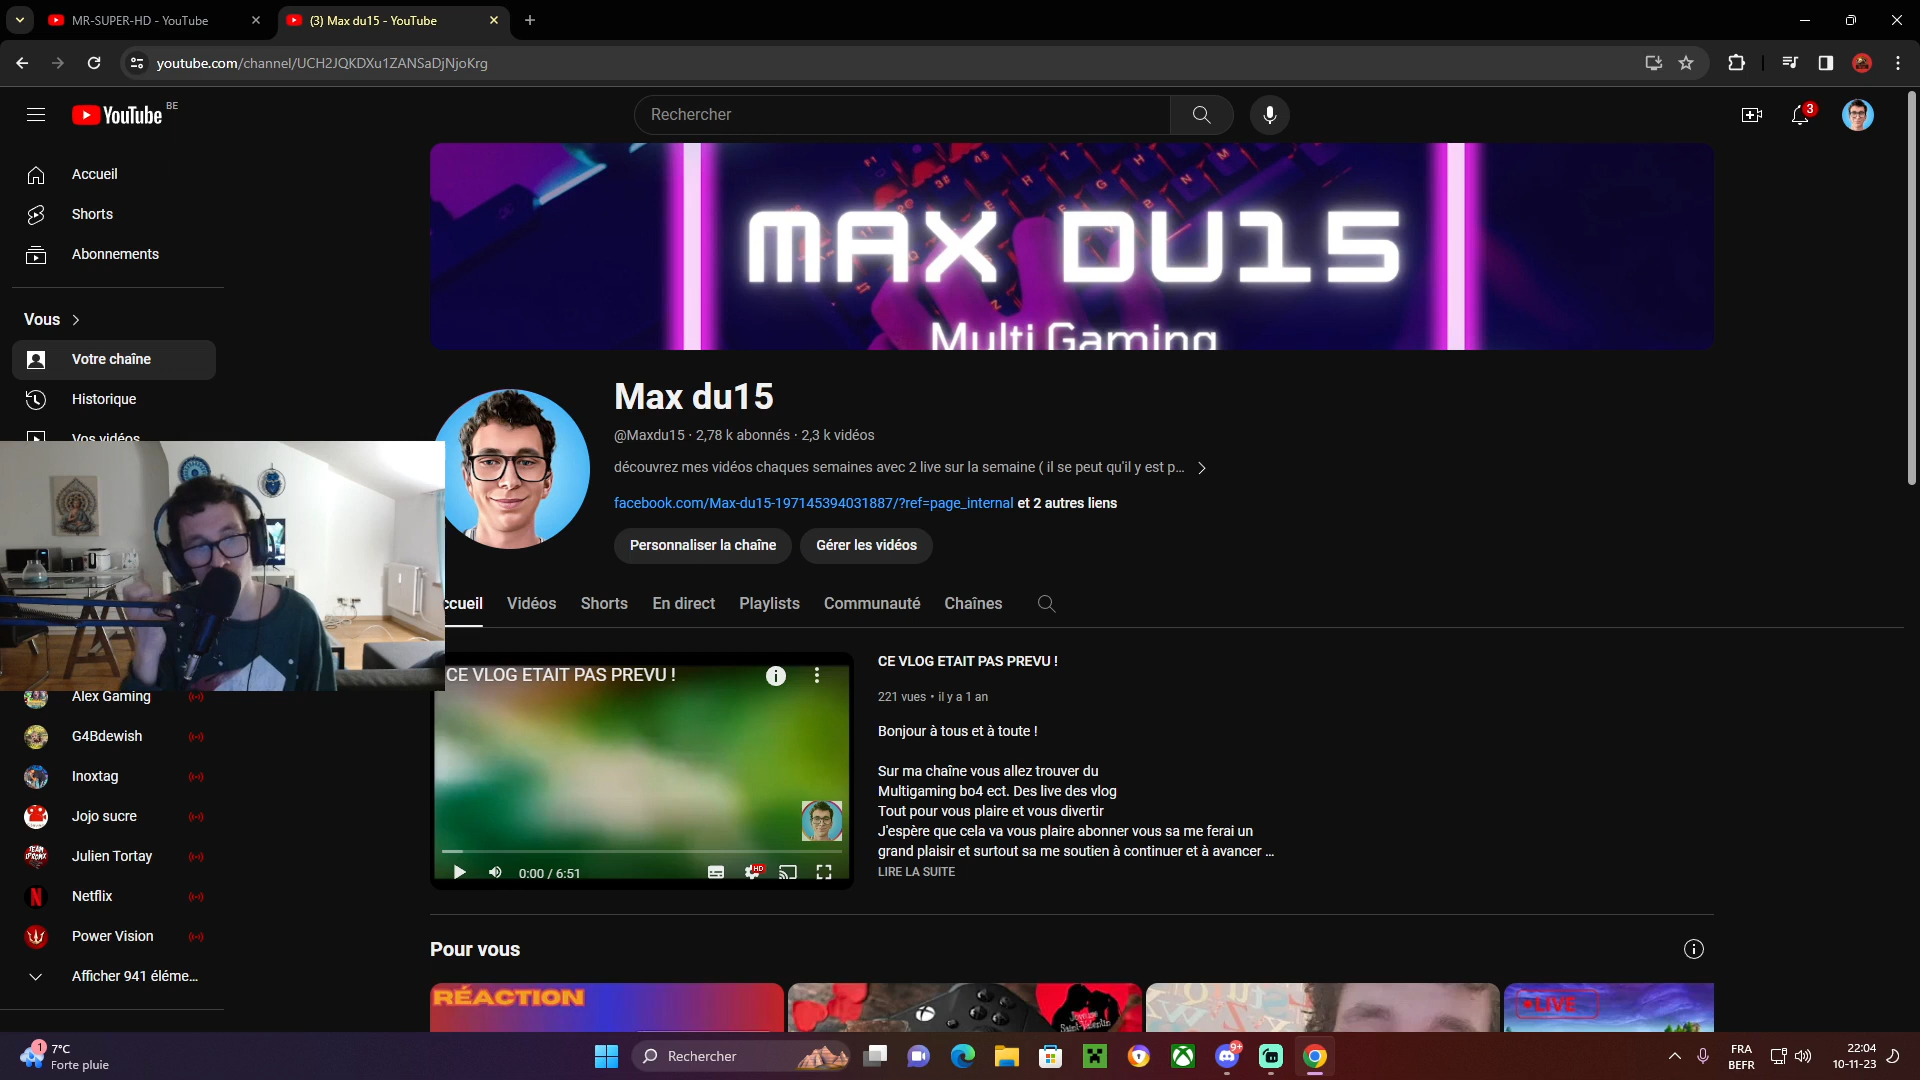 MR-SUPER-HD - YouTube
(3) Max du15 - YouTube
youtube.com/channel/UCH2JQKDXu1ZANSaDjNjoKrg
YouTube BE
Rechercher
3
Accueil
Shorts
Abonnements
Vous
Votre chaîne
Historique
Vos vidéos
MAX DU15
Multi Gaming
Max du15
@Maxdu15 · 2,78 k abonnés · 2,3 k vidéos
découvrez mes vidéos chaques semaines avec 2 live sur la semaine ( il se peut qu'il y est p...
facebook.com/Max-du15-197145394031887/?ref=page_internal et 2 autres liens
Personnaliser la chaîne
Gérer les vidéos
ccueil
Vidéos
Shorts
En direct
Playlists
Communauté
Chaînes
CE VLOG ETAIT PAS PREVU !
0:00 / 6:51
HD
CE VLOG ETAIT PAS PREVU !
221 vues • il y a 1 an
Bonjour à tous et à toute !
Sur ma chaîne vous allez trouver du
Multigaming bo4 ect. Des live des vlog
Tout pour vous plaire et vous divertir
J'espère que cela va vous plaire abonner vous sa me ferai un
grand plaisir et surtout sa me soutien à continuer et à avancer ...
LIRE LA SUITE
Alex Gaming
G4Bdewish
Inoxtag
Jojo sucre
Julien Tortay
Netflix
Power Vision
Afficher 941 éléme...
Pour vous
RÉACTION
Saint-Valentin
LIVE
1
7°C
Forte pluie
Rechercher
9+
FRA
BEFR
22:04
10-11-23